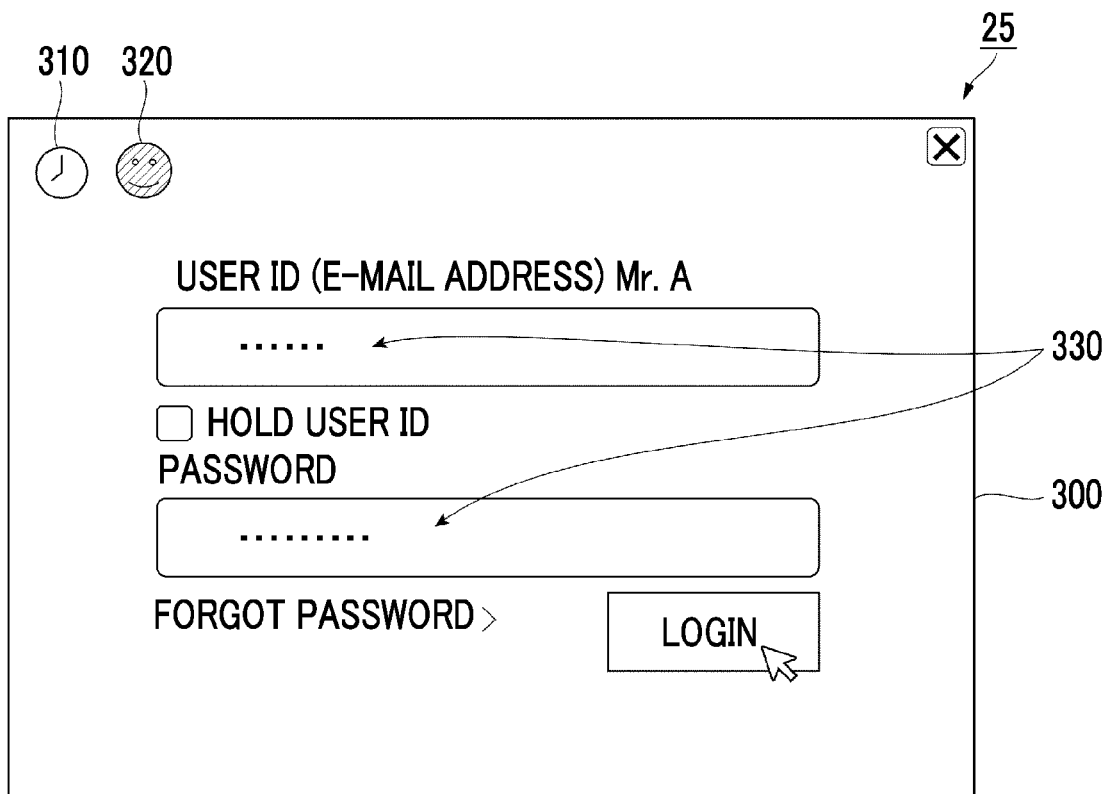 25
310 320
USER ID (E-MAIL ADDRESS) Mr. A
......
330
HOLD USER ID
PASSWORD
300
.........
FORGOT PASSWORD >
LOGIN